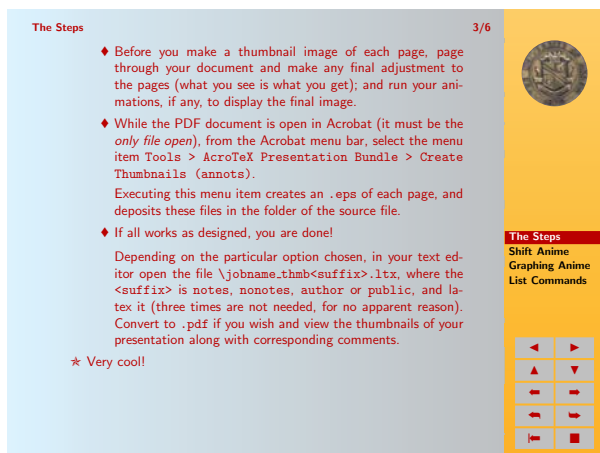 The Steps 3/6
♦ Before you make a thumbnail image of each page, page
through your document and make any final adjustment to
the pages (what you see is what you get); and run your ani-
mations, if any, to display the final image.
♦ While the PDF document is open in Acrobat (it must be the
only file open), from the Acrobat menu bar, select the menu
item Tools > AcroTeX Presentation Bundle > Create
Thumbnails (annots).
Executing this menu item creates an .eps of each page, and
deposits these files in the folder of the source file.
♦ If all works as designed, you are done!
Depending on the particular option chosen, in your text ed-
itor open the file \jobname_thmb<suffix>.ltx, where the
<suffix> is notes, nonotes, author or public, and la-
tex it (three times are not needed, for no apparent reason).
Convert to .pdf if you wish and view the thumbnails of your
presentation along with corresponding comments.
✯ Very cool!
The Steps
Shift Anime
Graphing Anime
List Commands